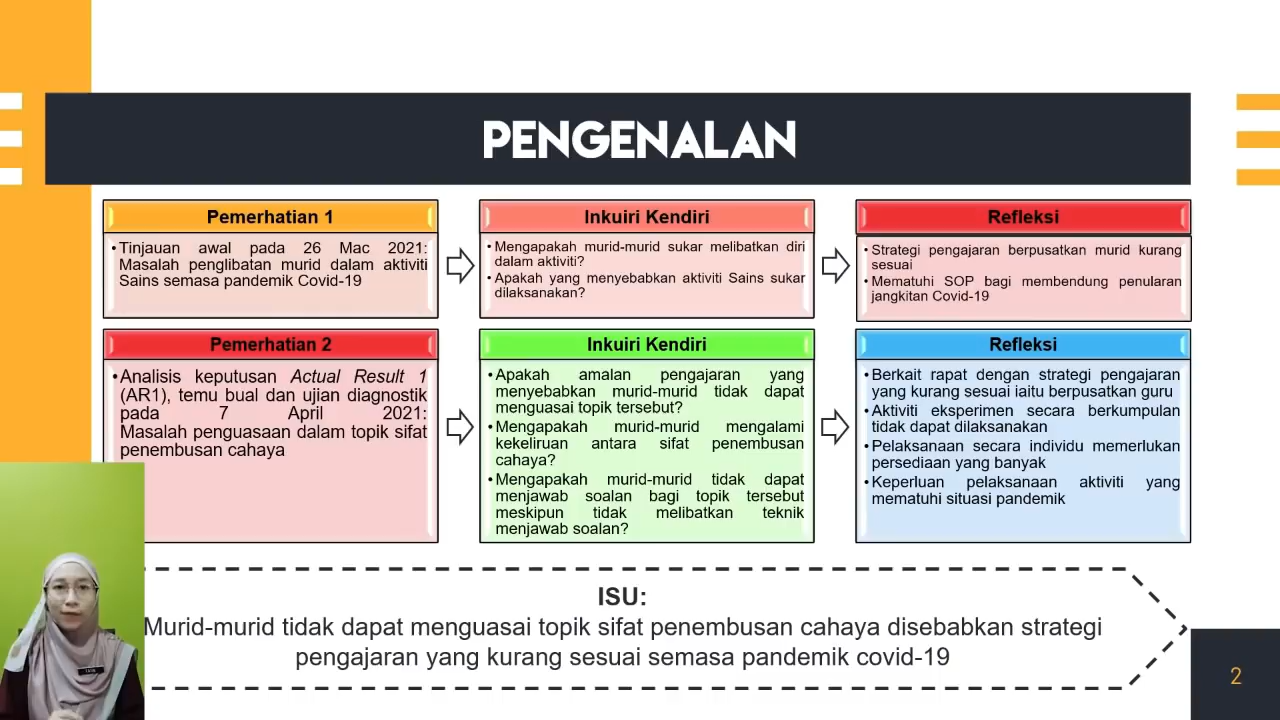 PENGENALAN
Pemerhatian 1
•Tinjauan awal pada 26 Mac 2021:
Masalah penglibatan murid dalam aktiviti
Sains semasa pandemik Covid-19
Inkuiri Kendiri
•Mengapakah murid-murid sukar melibatkan diri
dalam aktiviti?
•Apakah yang menyebabkan aktiviti Sains sukar
dilaksanakan?
Refleksi
•Strategi pengajaran berpusatkan murid kurang
sesuai
•Mematuhi SOP bagi membendung penularan
jangkitan Covid-19
Pemerhatian 2
•Analisis keputusan Actual Result 1
(AR1), temu bual dan ujian diagnostik
pada 7 April 2021:
Masalah penguasaan dalam topik sifat
penembusan cahaya
Inkuiri Kendiri
•Apakah amalan pengajaran yang
menyebabkan murid-murid tidak dapat
menguasai topik tersebut?
•Mengapakah murid-murid mengalami
kekeliruan antara sifat penembusan
cahaya?
•Mengapakah murid-murid tidak dapat
menjawab soalan bagi topik tersebut
meskipun tidak melibatkan teknik
menjawab soalan?
Refleksi
•Berkait rapat dengan strategi pengajaran
yang kurang sesuai iaitu berpusatkan guru
•Aktiviti eksperimen secara berkumpulan
tidak dapat dilaksanakan
•Pelaksanaan secara individu memerlukan
persediaan yang banyak
•Keperluan pelaksanaan aktiviti yang
mematuhi situasi pandemik
ISU:
Murid-murid tidak dapat menguasai topik sifat penembusan cahaya disebabkan strategi
pengajaran yang kurang sesuai semasa pandemik covid-19
2